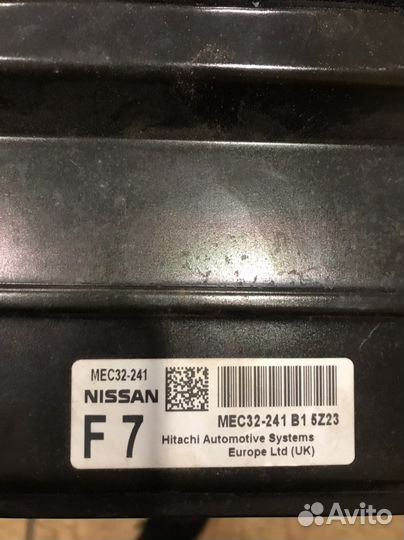 MEC32-241
NISSAN
F 7
MEC32-241 B1 5Z23
Hitachi Automotive Systems
Europe Ltd (UK)
Avito